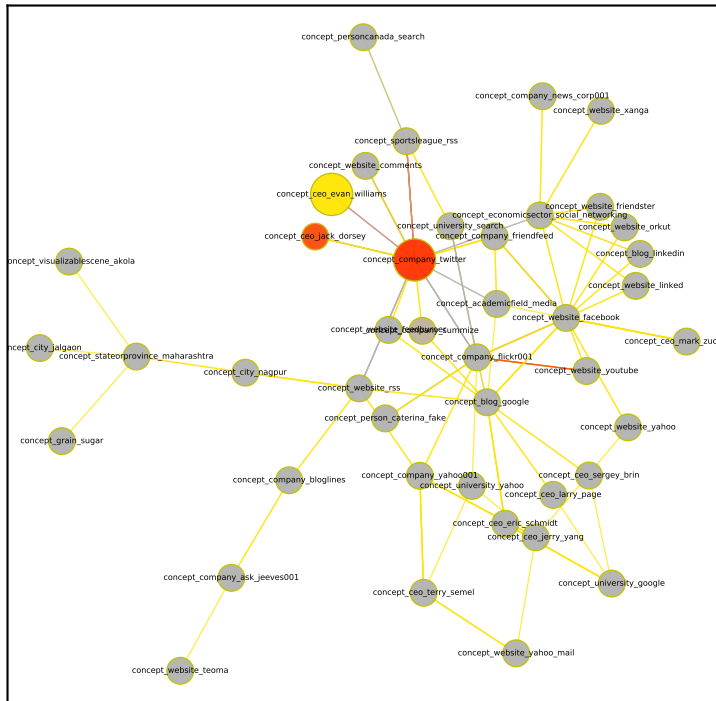 concept_personcanada_search
concept_company_news_corp001
concept_website_xanga
concept_sportsleague_rss
concept_website_comments
concept_ceo_evan_williams
concept_website_friendster
concept_economicsector_social_networking
concept_university_search
concept_website_orkut
concept_ceo_jack_dorsey
concept_company_friendfeed
concept_blog_linkedin
concept_company_twitter
concept_visualizablescene_akola
concept_website_linked
concept_academicfield_media
concept_website_facebook
concept_website_feedburner
concept_company_summize
concept_ceo_mark_zuc
concept_city_jalgaon
concept_stateorprovince_maharashtra
concept_company_flickr001
concept_city_nagpur
concept_website_youtube
concept_website_rss
concept_blog_google
concept_person_caterina_fake
concept_website_yahoo
concept_grain_sugar
concept_company_yahoo001
concept_ceo_sergey_brin
concept_company_bloglines
concept_university_yahoo
concept_ceo_larry_page
concept_ceo_eric_schmidt
concept_ceo_jerry_yang
concept_company_ask_jeeves001
concept_university_google
concept_ceo_terry_semel
concept_website_yahoo_mail
concept_website_teoma